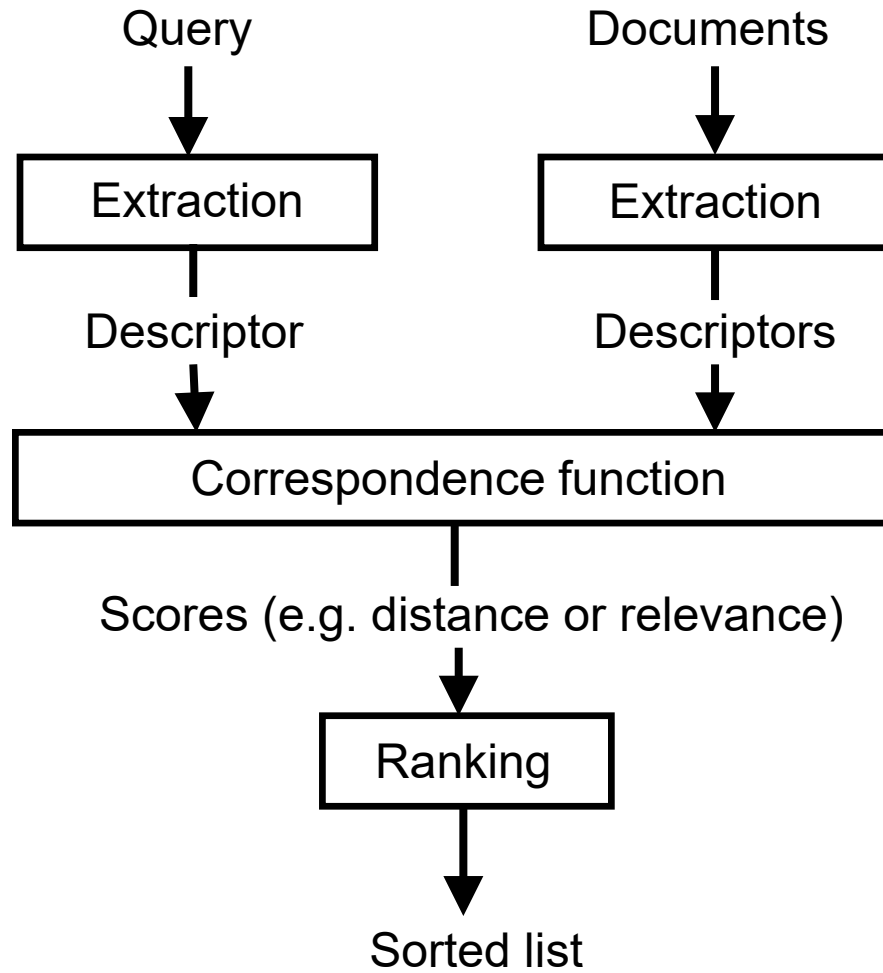 Query
Documents
Extraction
Extraction
Descriptor
Descriptors
Correspondence function
Scores (e.g. distance or relevance)
Ranking
Sorted list